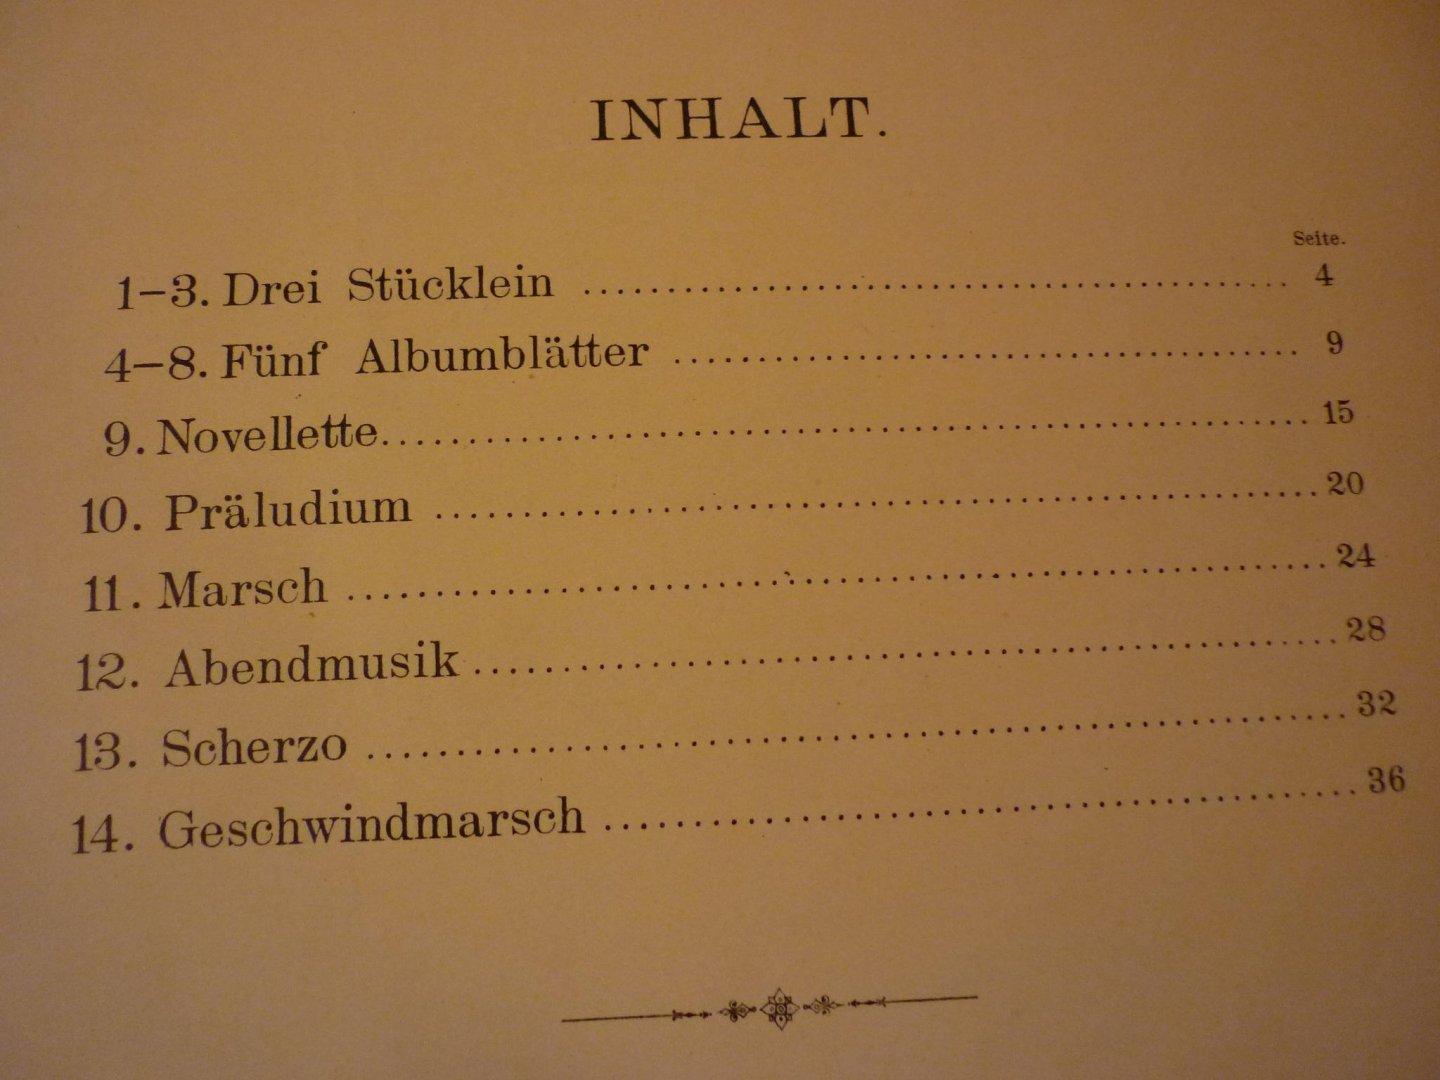 INHALT.
Seite.
1–3. Drei Stücklein ........................................ 4
4–8. Fünf Albumblätter ..................................... 9
9. Novellette ..................................................... 15
10. Präludium .................................................... 20
11. Marsch ........................................................ 24
12. Abendmusik ................................................. 28
13. Scherzo ....................................................... 32
14. Geschwindmarsch ......................................... 36